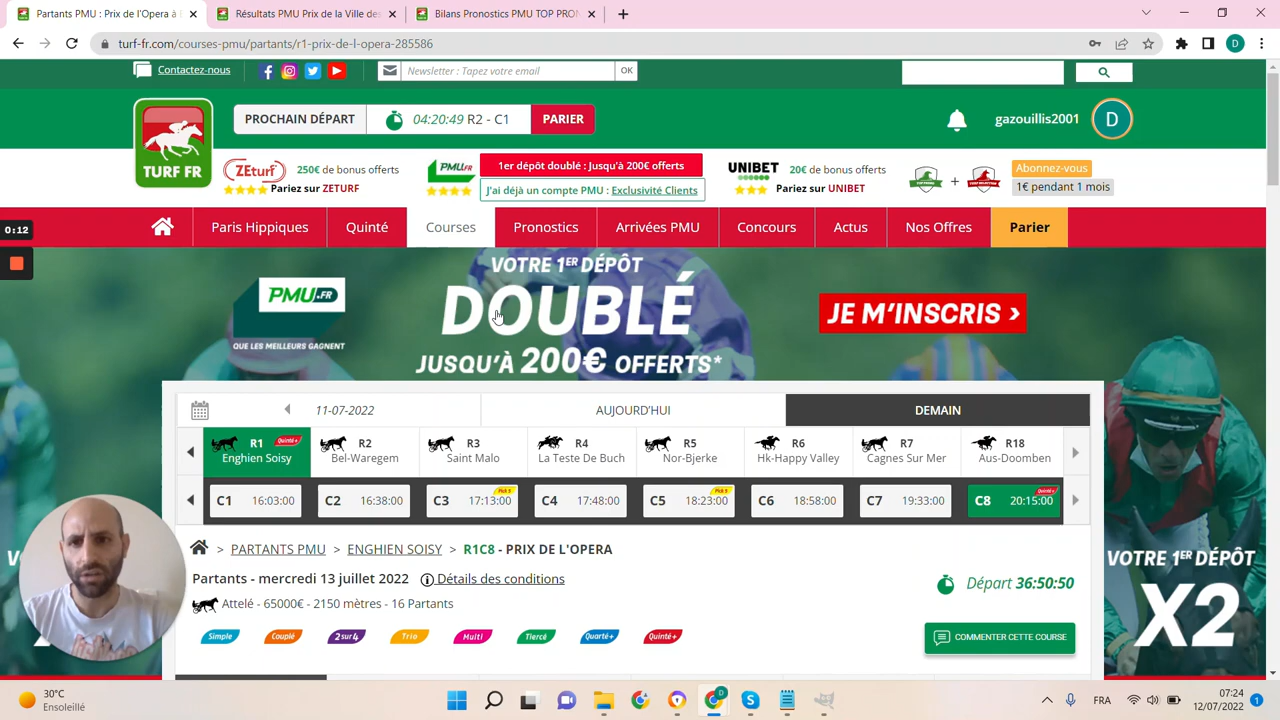 Partants PMU : Prix de l'Opera à
Résultats PMU Prix de la Ville des
Bilans Pronostics PMU TOP PRON
turf-fr.com/courses-pmu/partants/r1-prix-de-l-opera-285586
D
Contactez-nous
Newsletter : Tapez votre email
OK
TURF FR
PROCHAIN DÉPART
04:20:49 R2 - C1
PARIER
gazouillis2001
D
ZEturf
250€ de bonus offerts
Pariez sur ZETURF
PMU.FR
1er dépôt doublé : Jusqu'à 200€ offerts
J'ai déjà un compte PMU : Exclusivité Clients
UNIBET
20€ de bonus offerts
Pariez sur UNIBET
+
Abonnez-vous
1€ pendant 1 mois
0:12
Paris Hippiques
Quinté
Courses
Pronostics
Arrivées PMU
Concours
Actus
Nos Offres
Parier
PMU.FR
QUE LES MEILLEURS GAGNENT
VOTRE 1ER DÉPÔT
DOUBLÉ
JUSQU'À 200€ OFFERTS*
JE M'INSCRIS >
11-07-2022
AUJOURD'HUI
DEMAIN
R1 Quinté+
Enghien Soisy
R2
Bel-Waregem
R3
Saint Malo
R4
La Teste De Buch
R5
Nor-Bjerke
R6
Hk-Happy Valley
R7
Cagnes Sur Mer
R18
Aus-Doomben
C1 16:03:00
C2 16:38:00
C3 17:13:00 Pick 5
C4 17:48:00
C5 18:23:00 Pick 5
C6 18:58:00
C7 19:33:00
C8 20:15:00 Quinté+
> PARTANTS PMU > ENGHIEN SOISY > R1C8 - PRIX DE L'OPERA
Partants - mercredi 13 juillet 2022 Détails des conditions
Départ 36:50:50
Attelé - 65000€ - 2150 mètres - 16 Partants
Simple
Couplé
2 sur 4
Trio
Multi
Tiercé
Quarté+
Quinté+
COMMENTER CETTE COURSE
VOTRE 1ER DÉPÔT
X2
30°C
Ensoleillé
FRA
07:24
12/07/2022
1